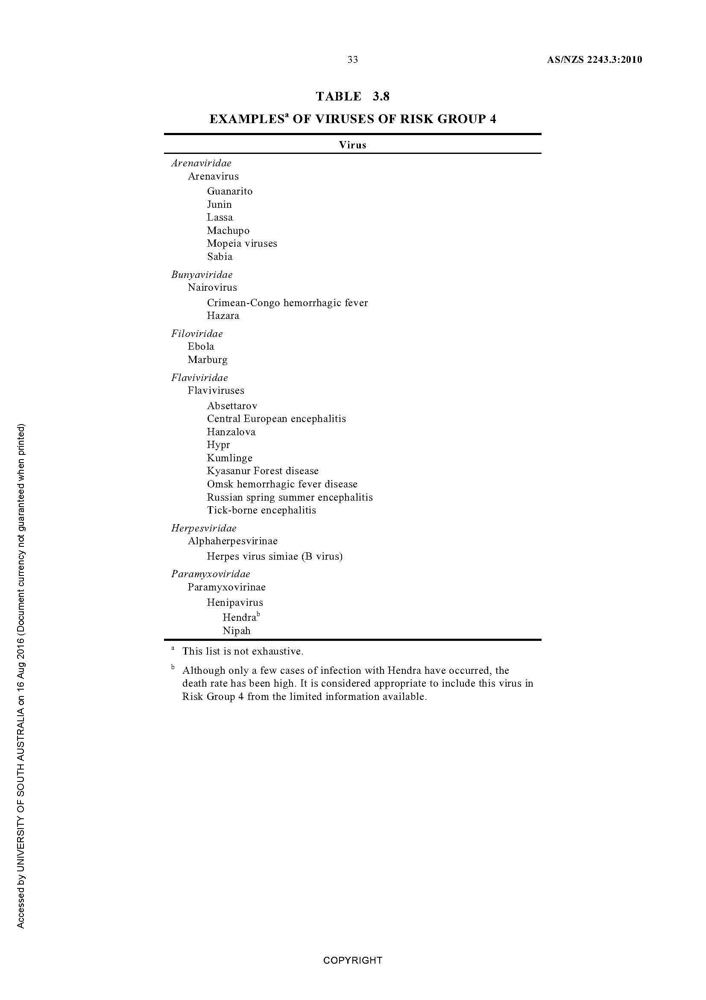 33
AS/NZS 2243.3:2010
TABLE 3.8
EXAMPLESᵃ OF VIRUSES OF RISK GROUP 4
Virus
Arenaviridae
Arenavirus
Guanarito
Junin
Lassa
Machupo
Mopeia viruses
Sabia
Bunyaviridae
Nairovirus
Crimean-Congo hemorrhagic fever
Hazara
Filoviridae
Ebola
Marburg
Flaviviridae
Flaviviruses
Absettarov
Central European encephalitis
Hanzalova
Hypr
Kumlinge
Kyasanur Forest disease
Omsk hemorrhagic fever disease
Russian spring summer encephalitis
Tick-borne encephalitis
Herpesviridae
Alphaherpesvirinae
Herpes virus simiae (B virus)
Paramyxoviridae
Paramyxovirinae
Henipavirus
Hendraᵇ
Nipah
ᵃ This list is not exhaustive.
ᵇ Although only a few cases of infection with Hendra have occurred, the
death rate has been high. It is considered appropriate to include this virus in
Risk Group 4 from the limited information available.
Accessed by UNIVERSITY OF SOUTH AUSTRALIA on 16 Aug 2016 (Document currency not guaranteed when printed)
COPYRIGHT